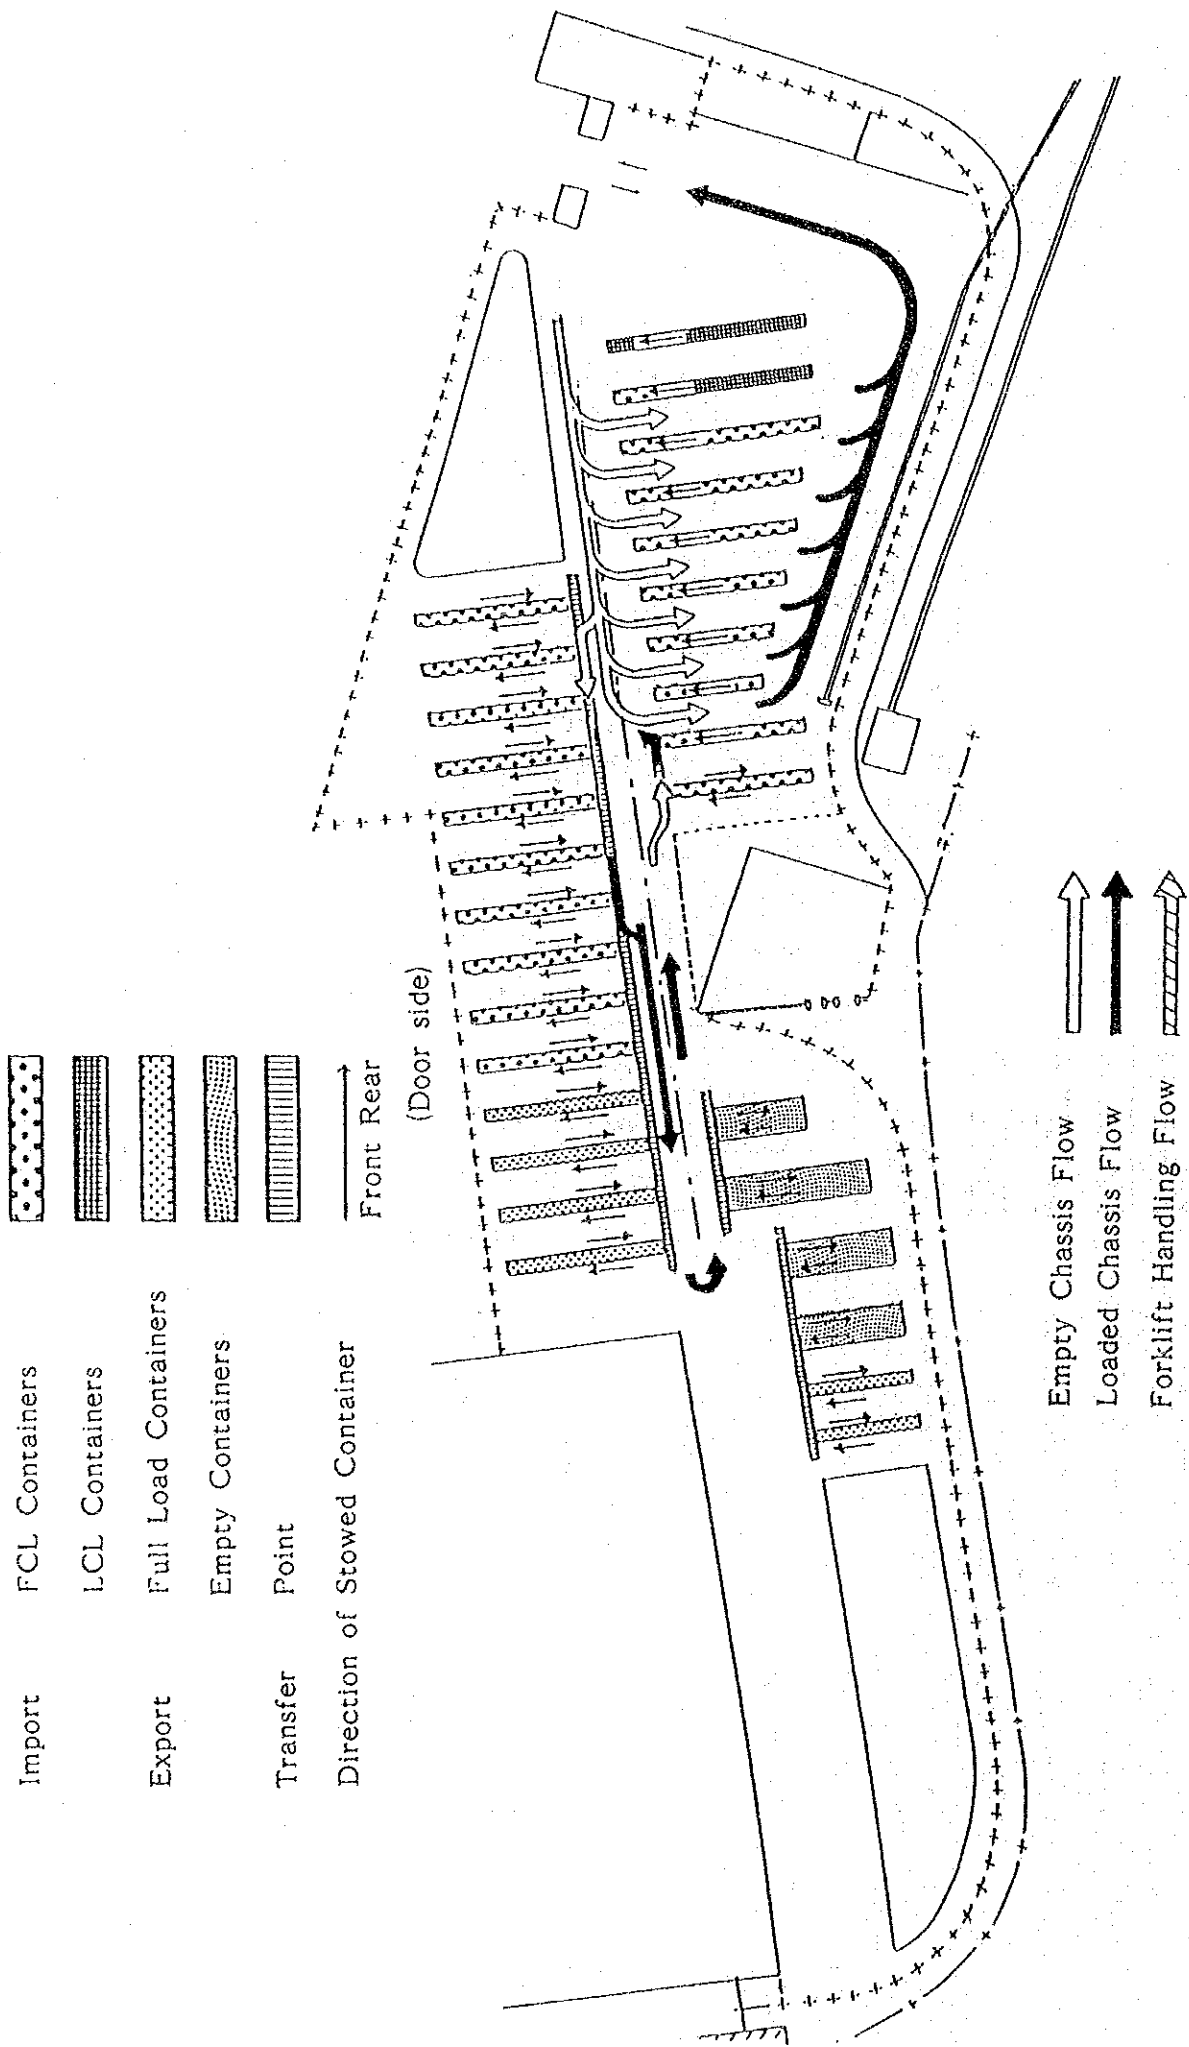 Import FCL Containers
LCL Containers
Export Full Load Containers
Empty Containers
Transfer Point
Direction of Stowed Container
Front Rear
(Door side)
Empty Chassis Flow
Loaded Chassis Flow
Forklift Handling Flow